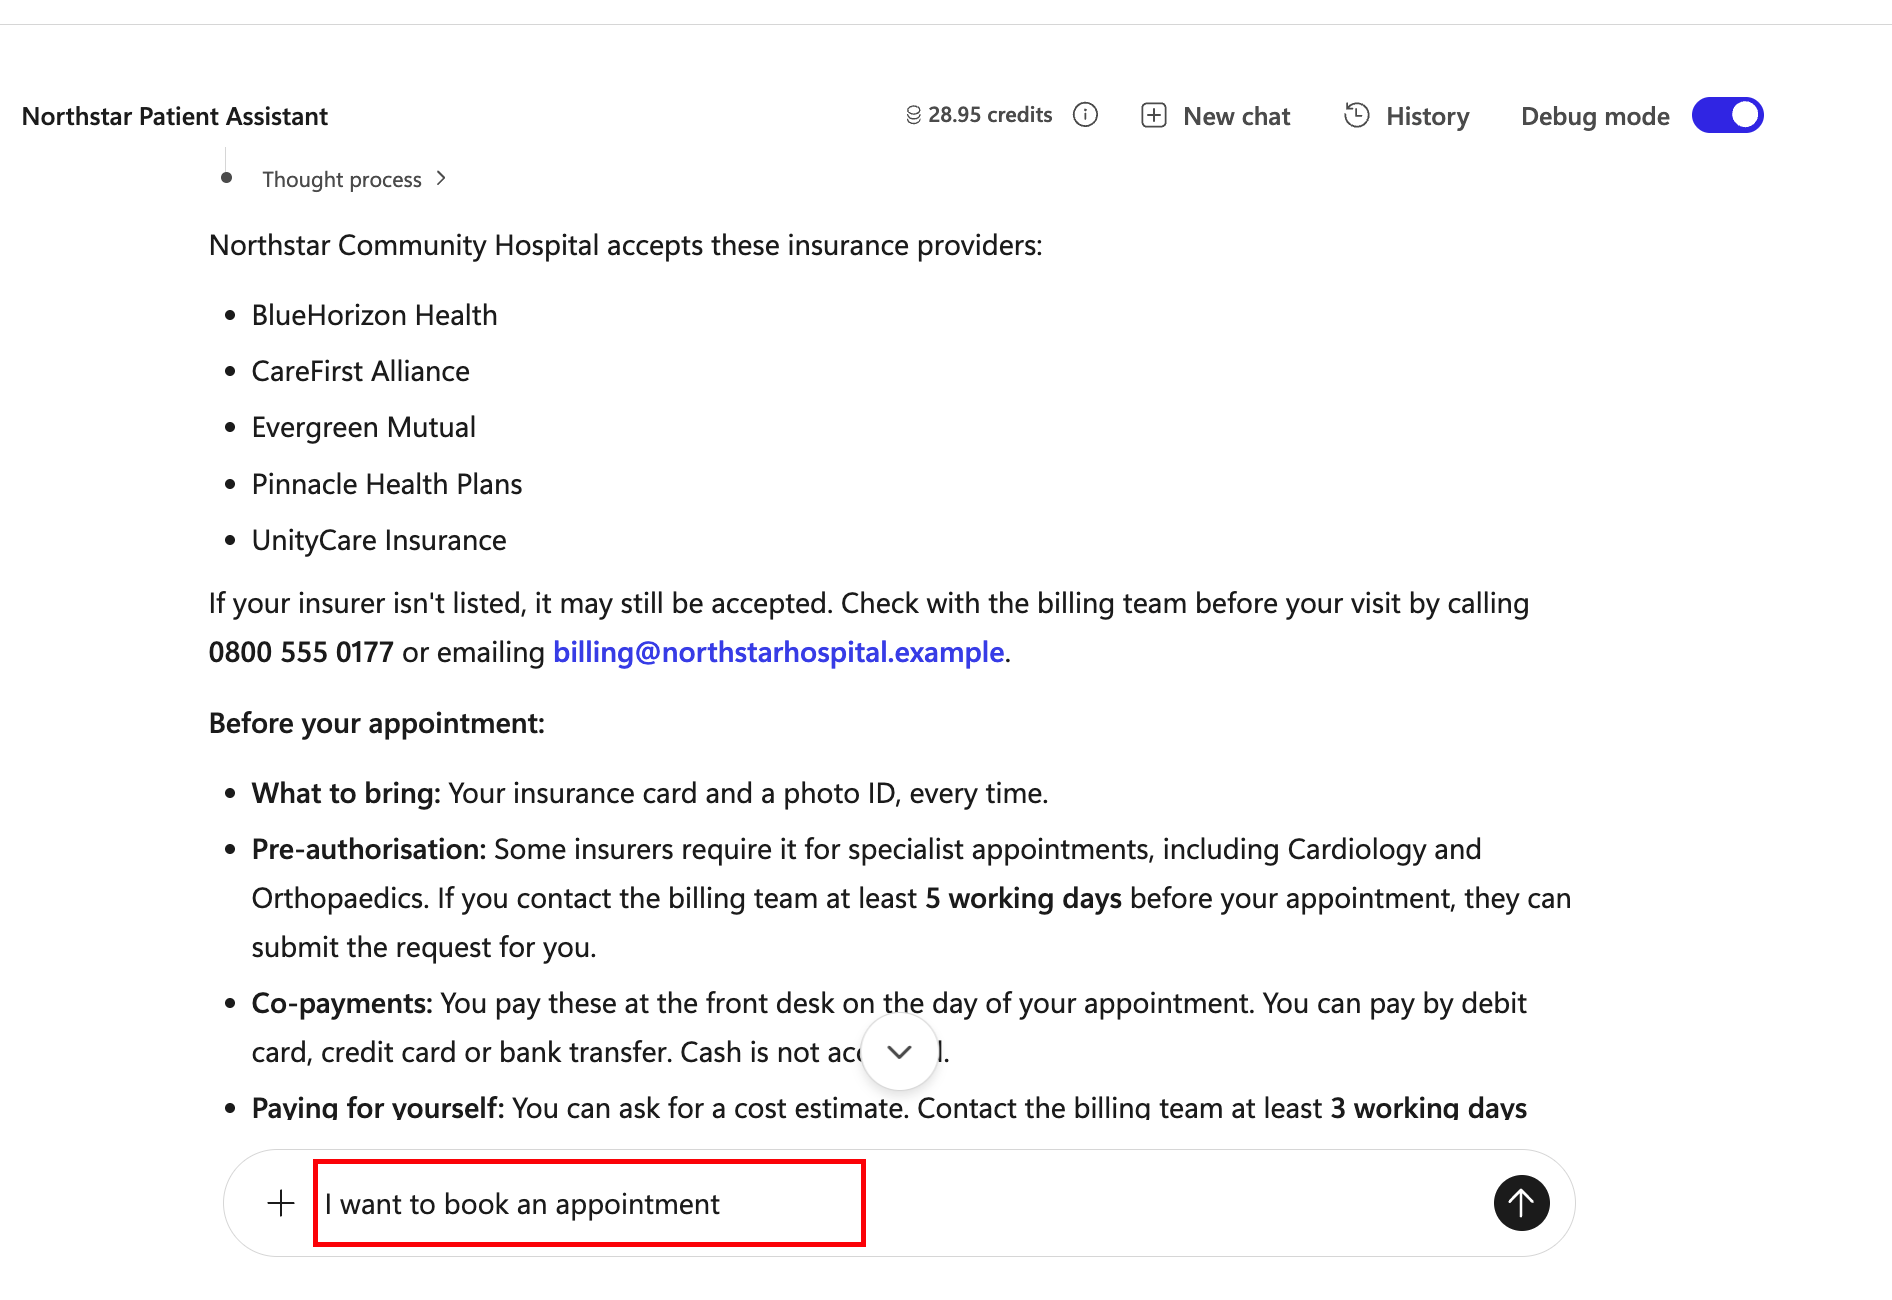 Northstar Patient Assistant
28.95 credits
New chat
History
Debug mode
Thought process
Northstar Community Hospital accepts these insurance providers:
• BlueHorizon Health
• CareFirst Alliance
• Evergreen Mutual
• Pinnacle Health Plans
• UnityCare Insurance
If your insurer isn't listed, it may still be accepted. Check with the billing team before your visit by calling
0800 555 0177 or emailing billing@northstarhospital.example.
Before your appointment:
• What to bring: Your insurance card and a photo ID, every time.
• Pre-authorisation: Some insurers require it for specialist appointments, including Cardiology and
Orthopaedics. If you contact the billing team at least 5 working days before your appointment, they can
submit the request for you.
• Co-payments: You pay these at the front desk on the day of your appointment. You can pay by debit
card, credit card or bank transfer. Cash is not
• Paying for yourself: You can ask for a cost estimate. Contact the billing team at least 3 working days
I want to book an appointment